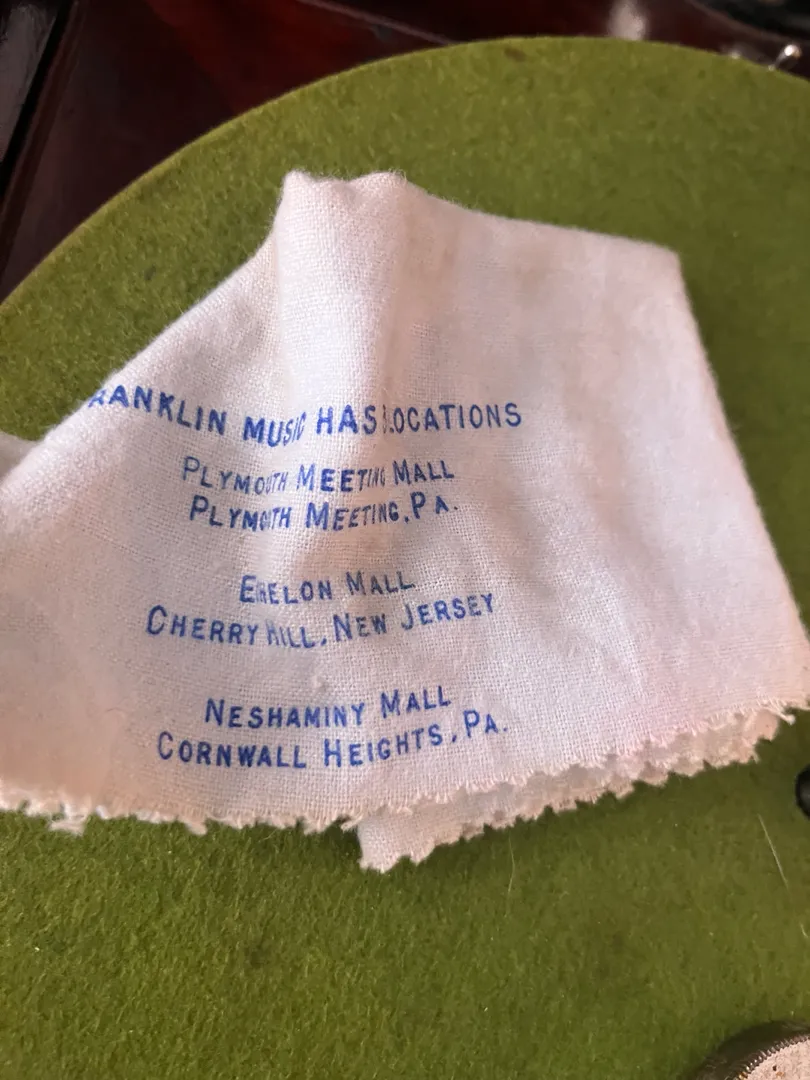 RANKLIN MUSIC HAS LOCATIONS
PLYMOUTH MEETING MALL
PLYMOUTH MEETING, PA.
ECHELON MALL
CHERRY HILL, NEW JERSEY
NESHAMINY MALL
CORNWALL HEIGHTS, PA.